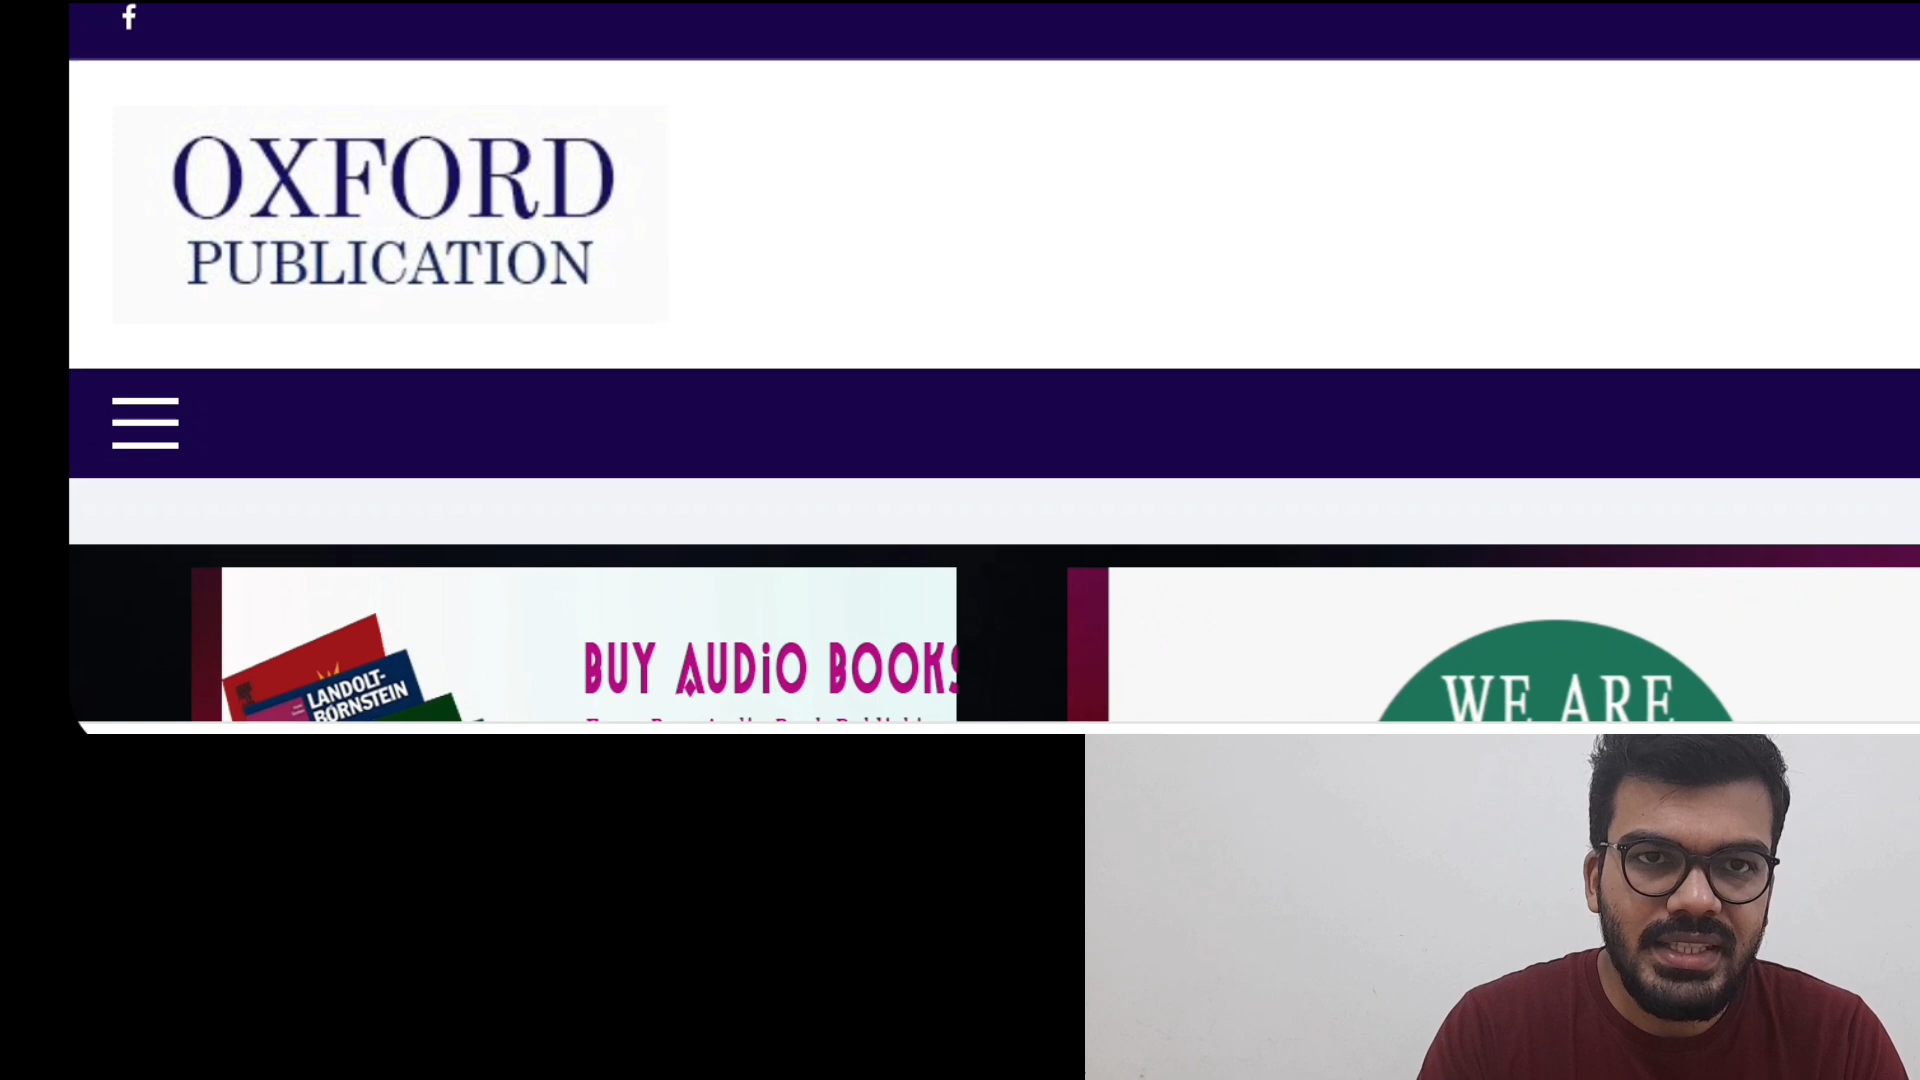 f
OXFORD
PUBLICATION
LANDOLT-
BÖRNSTEIN
BUY AUDiO BOOKS
WE ARE